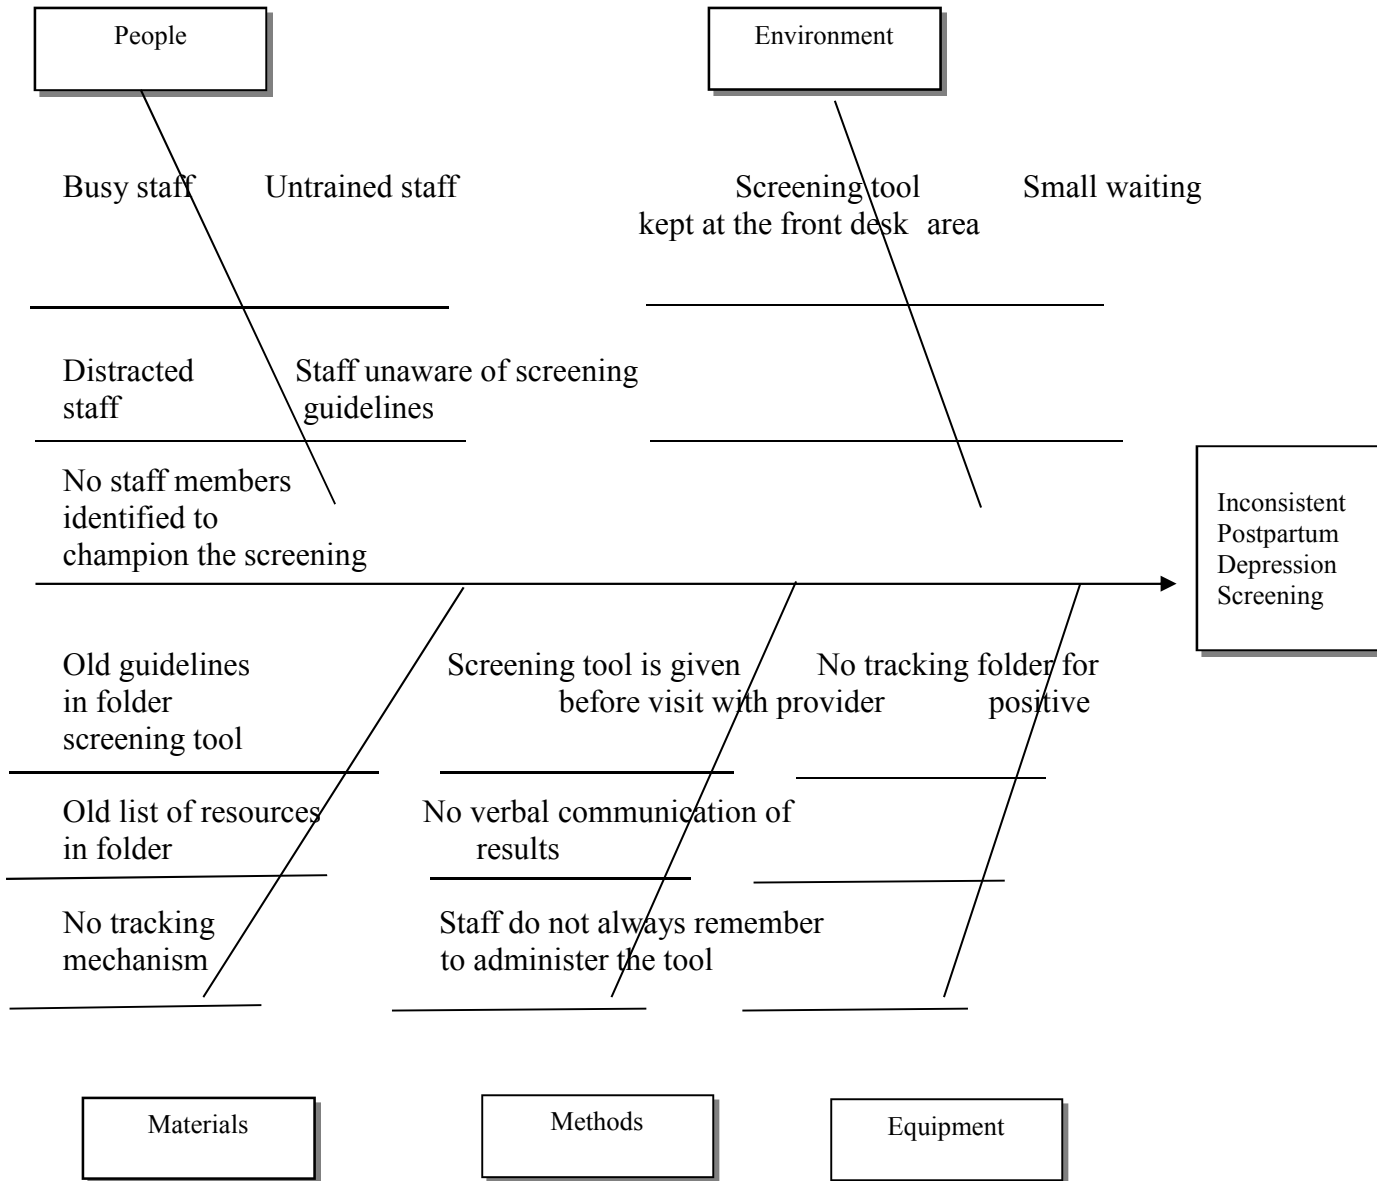 People
Environment
Busy staff
Untrained staff
Screening tool
kept at the front desk area
Small waiting
Distracted
staff
Staff unaware of screening
guidelines
No staff members
identified to
champion the screening
Inconsistent
Postpartum
Depression
Screening
Old guidelines
in folder
screening tool
Screening tool is given
before visit with provider
No tracking folder for
positive
Old list of resources
in folder
No verbal communication of
results
No tracking
mechanism
Staff do not always remember
to administer the tool
Materials
Methods
Equipment